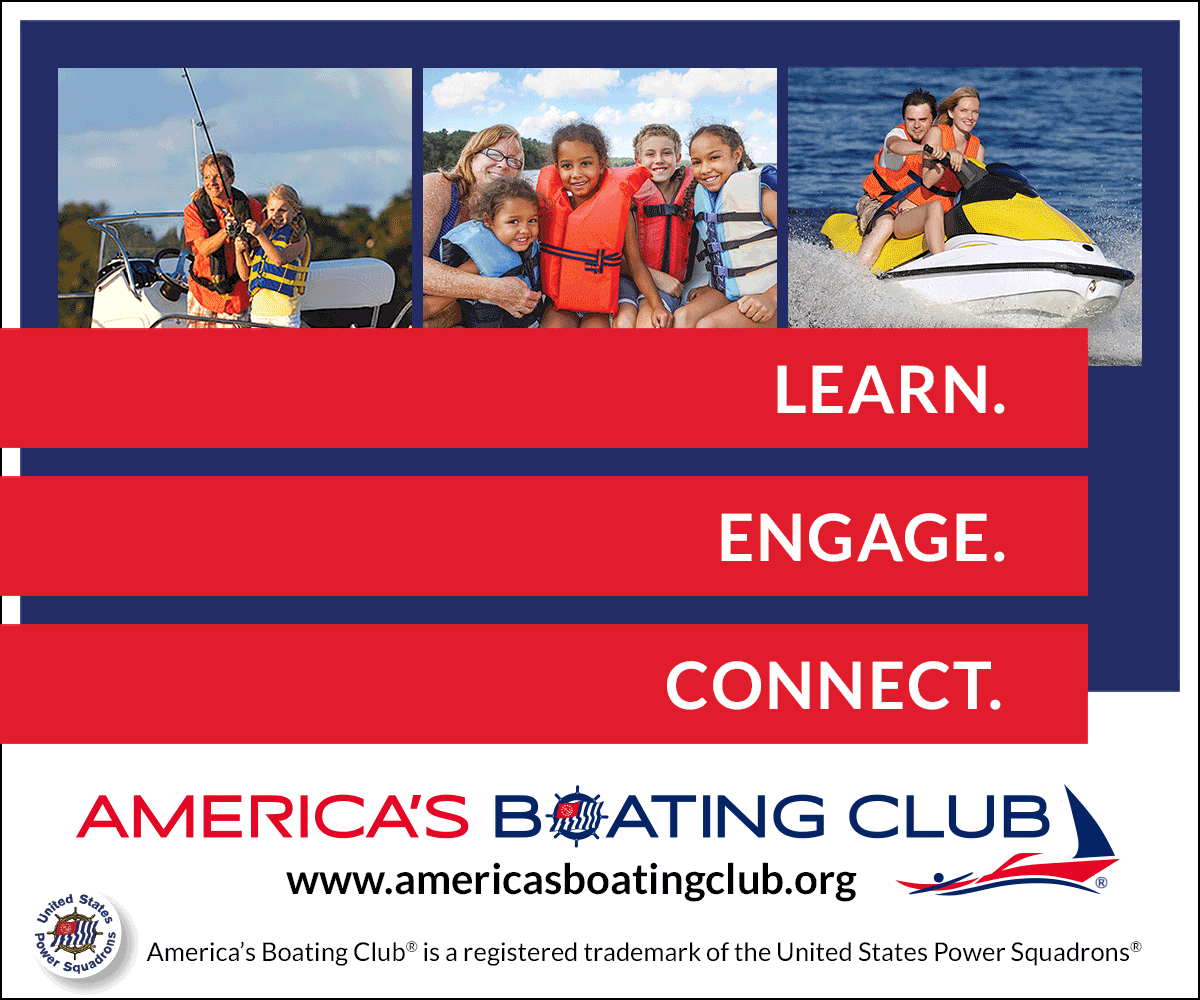 LEARN.
ENGAGE.
CONNECT.
AMERICA'S BOATING CLUB
®
www.americasboatingclub.org
United States
Power Squadrons
America's Boating Club® is a registered trademark of the United States Power Squadrons®